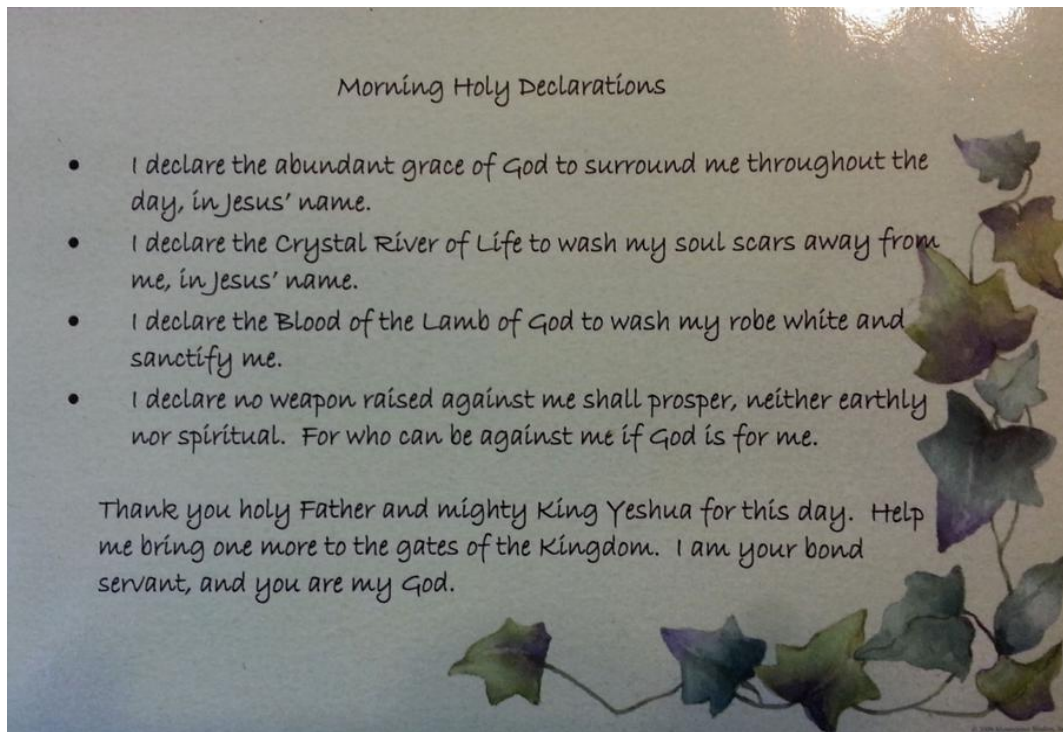 Morning Holy Declarations
• I declare the abundant grace of God to surround me throughout the
day, in Jesus' name.
• I declare the Crystal River of Life to wash my soul scars away from
me, in Jesus' name.
• I declare the Blood of the Lamb of God to wash my robe white and
sanctify me.
• I declare no weapon raised against me shall prosper, neither earthly
nor spiritual. For who can be against me if God is for me.
Thank you holy Father and mighty King Yeshua for this day. Help
me bring one more to the gates of the Kingdom. I am your bond
servant, and you are my God.